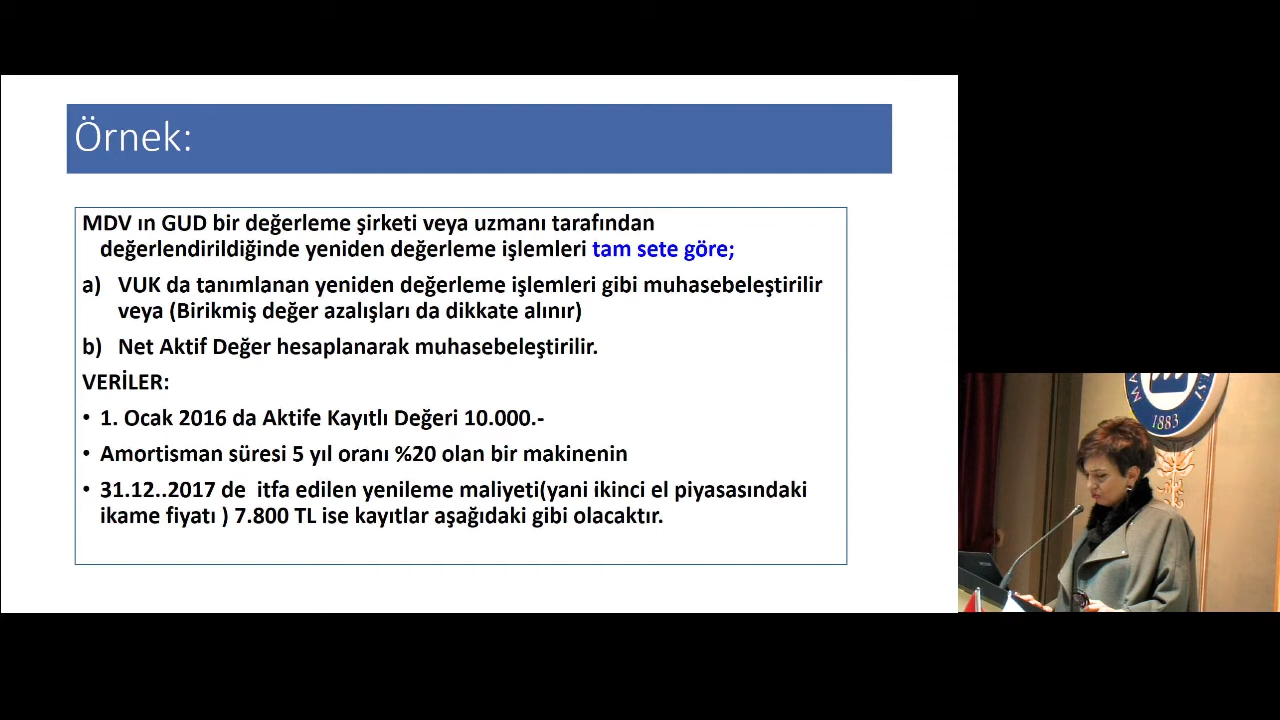 Örnek:
MDV ın GUD bir değerleme şirketi veya uzmanı tarafından
değerlendirildiğinde yeniden değerleme işlemleri tam sete göre;
a) VUK da tanımlanan yeniden değerleme işlemleri gibi muhasebeleştirilir
veya (Birikmiş değer azalışları da dikkate alınır)
b) Net Aktif Değer hesaplanarak muhasebeleştirilir.
VERİLER:
• 1. Ocak 2016 da Aktife Kayıtlı Değeri 10.000.-
• Amortisman süresi 5 yıl oranı %20 olan bir makinenin
• 31.12..2017 de itfa edilen yenileme maliyeti(yani ikinci el piyasasındaki
ikame fiyatı ) 7.800 TL ise kayıtlar aşağıdaki gibi olacaktır.
1883